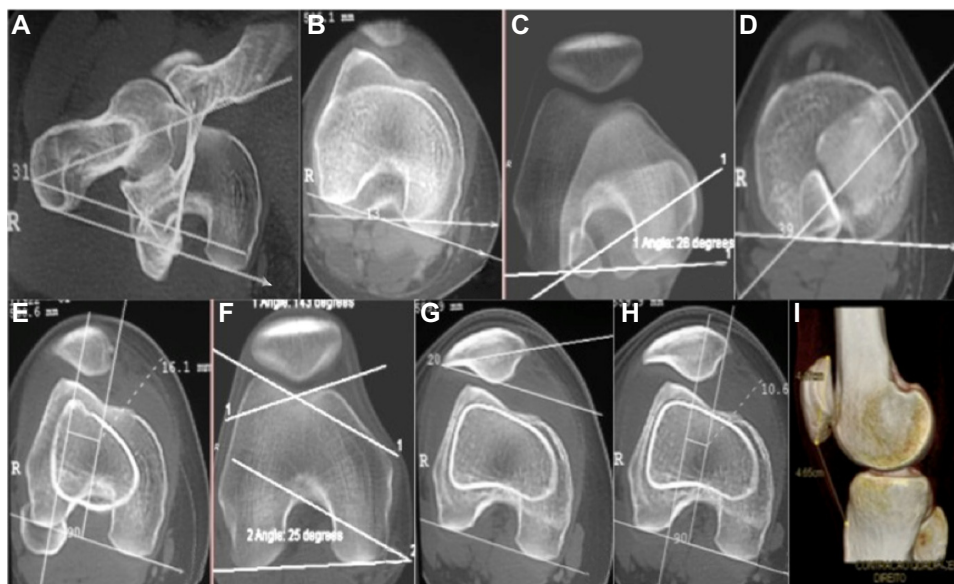 A
31
R
B
R
13
C
1
1 Angle: 28 degrees
1
D
R
39
E
16.1 mm
R
90
F
1 Angle: 143 degrees
1
1
2 Angle: 25 degrees
2
G
20
R
H
10.6
R
90
I
4.65cm
DIREITO